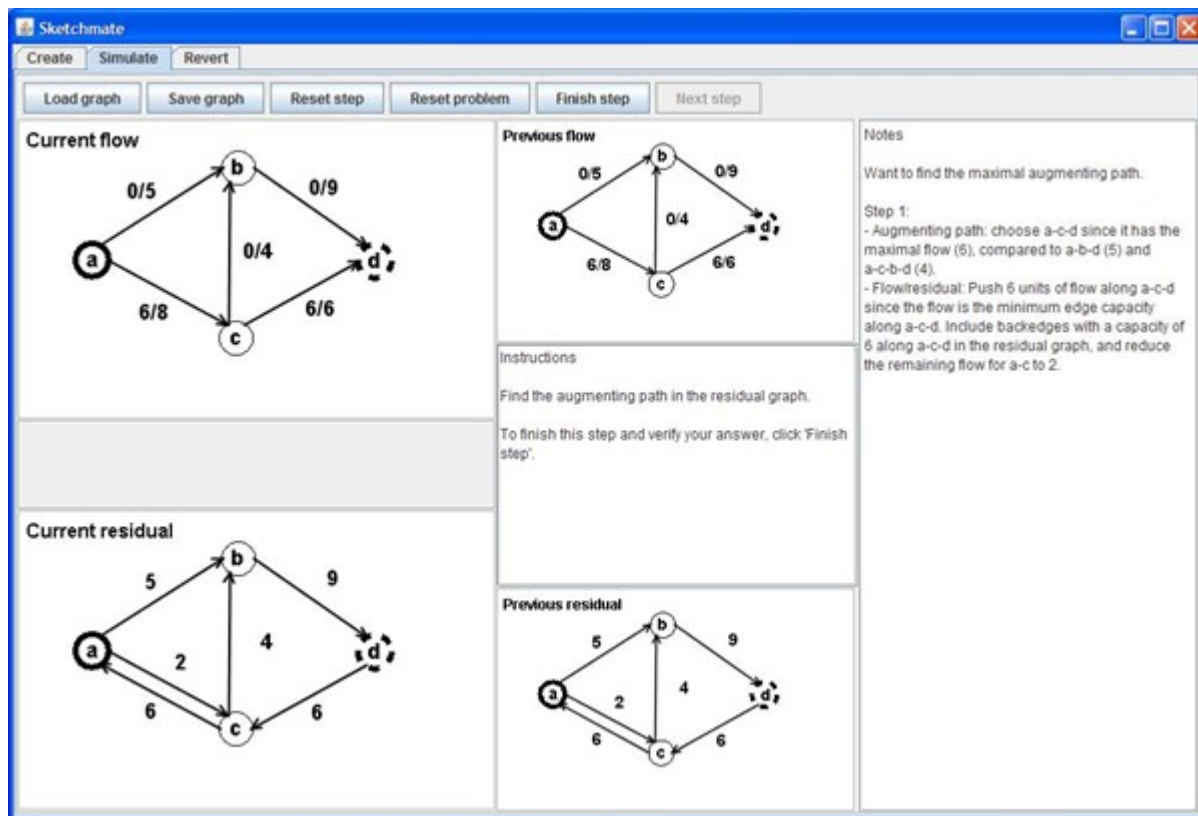 Sketchmate
Create Simulate Revert
Load graph Save graph Reset step Reset problem Finish step Next step
Current flow
b
0/5
0/9
a
0/4
d
6/8
6/6
c
Previous flow
b
0/5
0/9
a
0/4
d
6/8
6/6
c
Notes
Want to find the maximal augmenting path.
Step 1:
- Augmenting path: choose a-c-d since it has the
maximal flow (6), compared to a-b-d (5) and
a-c-b-d (4).
- Flow/residual: Push 6 units of flow along a-c-d
since the flow is the minimum edge capacity
along a-c-d. Include backedges with a capacity of
6 along a-c-d in the residual graph, and reduce
the remaining flow for a-c to 2.
Instructions
Find the augmenting path in the residual graph.
To finish this step and verify your answer, click 'Finish
step'.
Current residual
b
5
9
a
2
4
d
6
6
c
Previous residual
b
5
9
a
2
4
d
6
6
c